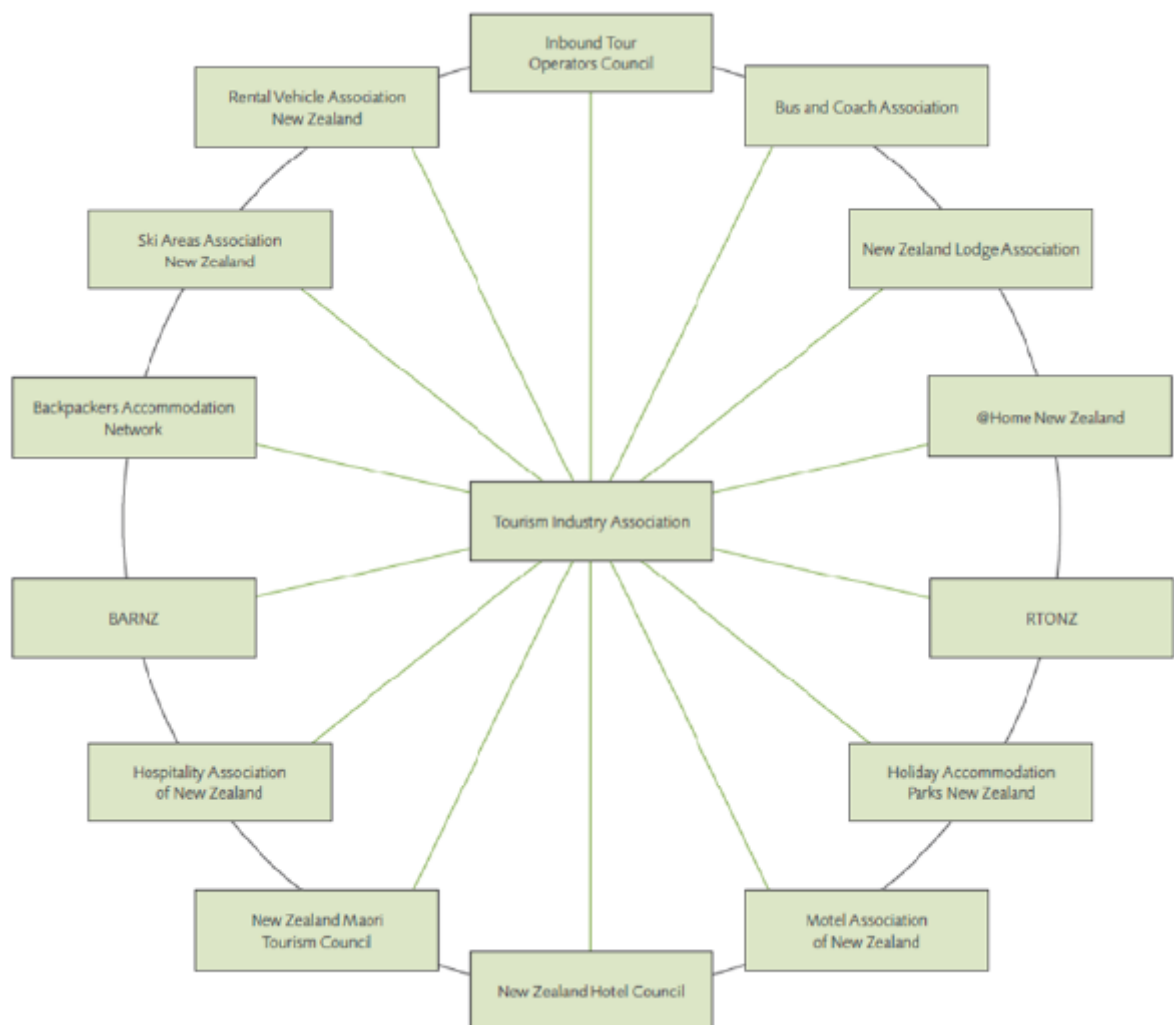 Inbound Tour
Operators Council
Rental Vehicle Association
New Zealand
Bus and Coach Association
Ski Areas Association
New Zealand
New Zealand Lodge Association
Backpackers Accommodation
Network
@Home New Zealand
Tourism Industry Association
BARNZ
RTONZ
Hospitality Association
of New Zealand
Holiday Accommodation
Parks New Zealand
New Zealand Maori
Tourism Council
Motel Association
of New Zealand
New Zealand Hotel Council